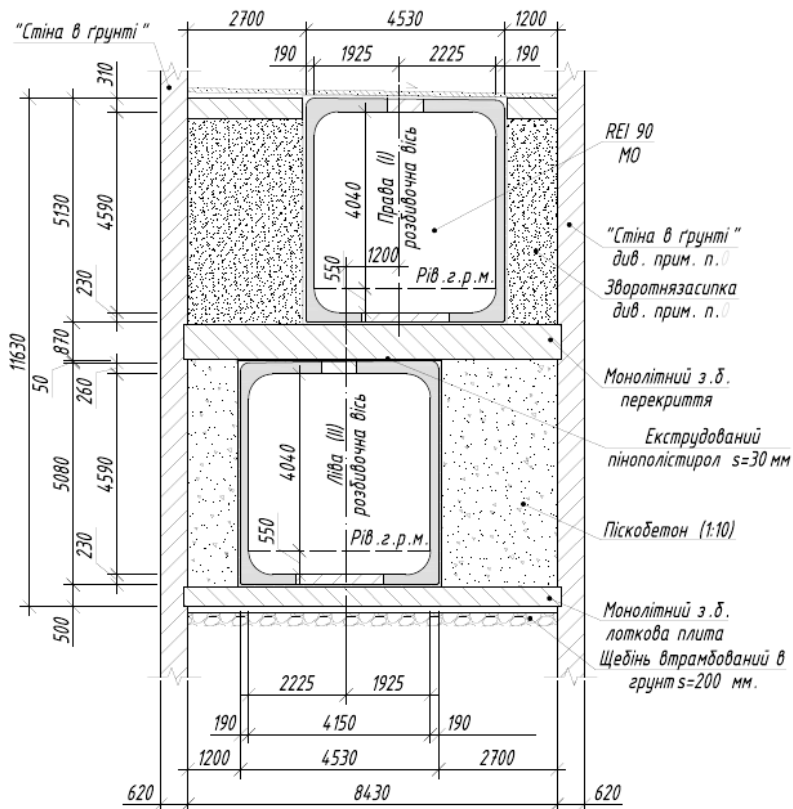 2700
4530
1200
"Стіна в ґрунті"
190
1925
2225
190
310
REI 90
МО
Права (I)
розбивочна вісь
4040
5130
4590
"Стіна в ґрунті"
див. прим. п.0
1200
550
Рів.г.р.м.
Зворотнязасипка
див. прим. п.0
230
11630
870
50
260
Монолітний з.б.
перекриття
Ліва (II)
розбивочна вісь
4040
Екструдований
пінополістирол s=30 мм
5080
4590
550
Рів.г.р.м.
Піскобетон (1:10)
230
500
Монолітний з.б.
лоткова плита
Щебінь втрамбований в
грунт s=200 мм.
2225
1925
190
4150
190
1200
4530
2700
620
8430
620